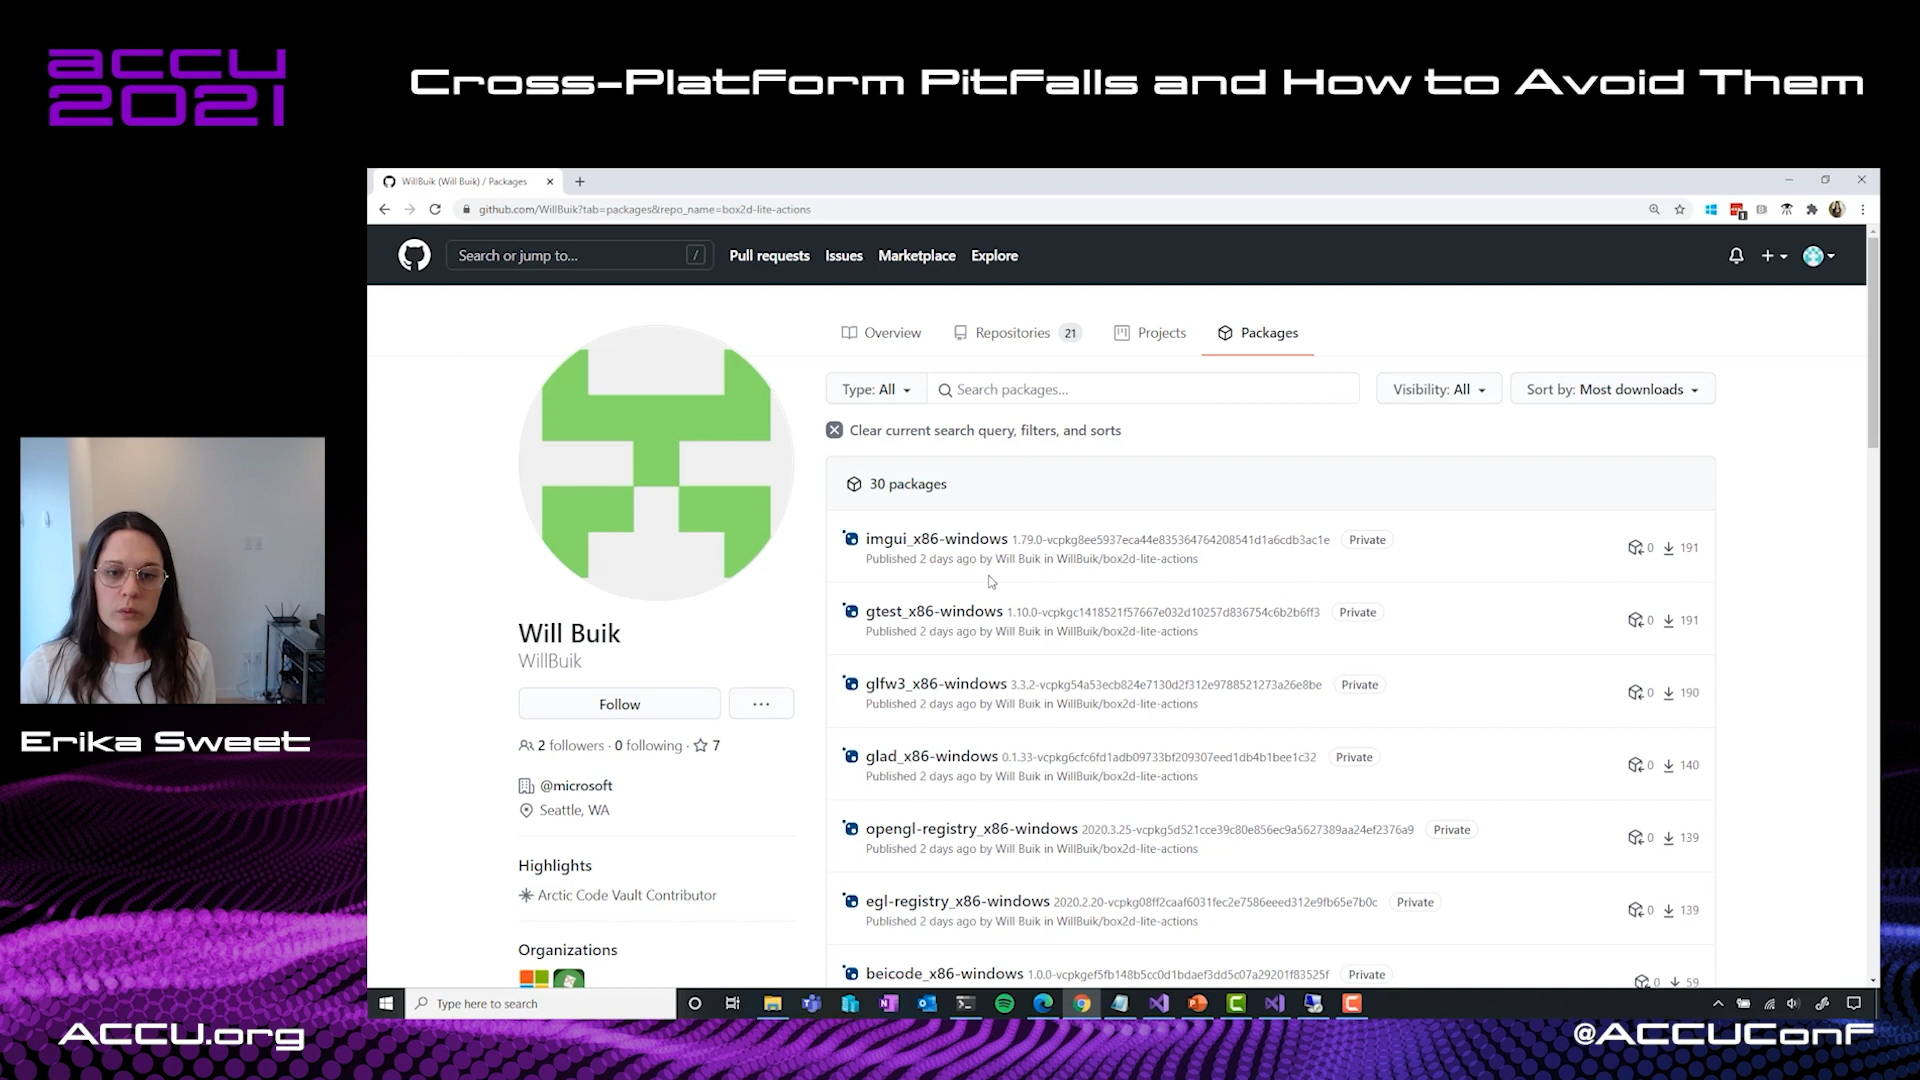 accu
2021
Cross-Platform Pitfalls and How to Avoid Them
WillBuik (Will Buik) / Packages
github.com/WillBuik?tab=packages&repo_name=box2d-lite-actions
Search or jump to...
/
Pull requests
Issues
Marketplace
Explore
Overview
Repositories 21
Projects
Packages
Type: All
Search packages...
Visibility: All
Sort by: Most downloads
Clear current search query, filters, and sorts
30 packages
imgui_x86-windows 1.79.0-vcpkg8ee5937eca44e835364764208541d1a6cdb3ac1e Private
Published 2 days ago by Will Buik in WillBuik/box2d-lite-actions
0 191
gtest_x86-windows 1.10.0-vcpkgc1418521f57667e032d10257d836754c6b2b6ff3 Private
Published 2 days ago by Will Buik in WillBuik/box2d-lite-actions
0 191
glfw3_x86-windows 3.3.2-vcpkg54a53ecb824e7130d2f312e9788521273a26e8be Private
Published 2 days ago by Will Buik in WillBuik/box2d-lite-actions
0 190
glad_x86-windows 0.1.33-vcpkg6cfc6fd1adb09733bf209307eed1db4b1bee1c32 Private
Published 2 days ago by Will Buik in WillBuik/box2d-lite-actions
0 140
opengl-registry_x86-windows 2020.3.25-vcpkg5d521cce39c80e856ec9a5627389aa24ef2376a9 Private
Published 2 days ago by Will Buik in WillBuik/box2d-lite-actions
0 139
egl-registry_x86-windows 2020.2.20-vcpkg08ff2caaf6031fec2e7586eeed312e9fb65e7b0c Private
Published 2 days ago by Will Buik in WillBuik/box2d-lite-actions
0 139
beicode_x86-windows 1.0.0-vcpkgef5fb148b5cc0d1bdaef3dd5c07a29201f83525f Private
0 59
Will Buik
WillBuik
Follow
...
2 followers · 0 following · 7
@microsoft
Seattle, WA
Highlights
Arctic Code Vault Contributor
Organizations
Type here to search
Erika Sweet
ACCU.org
@ACCUConf